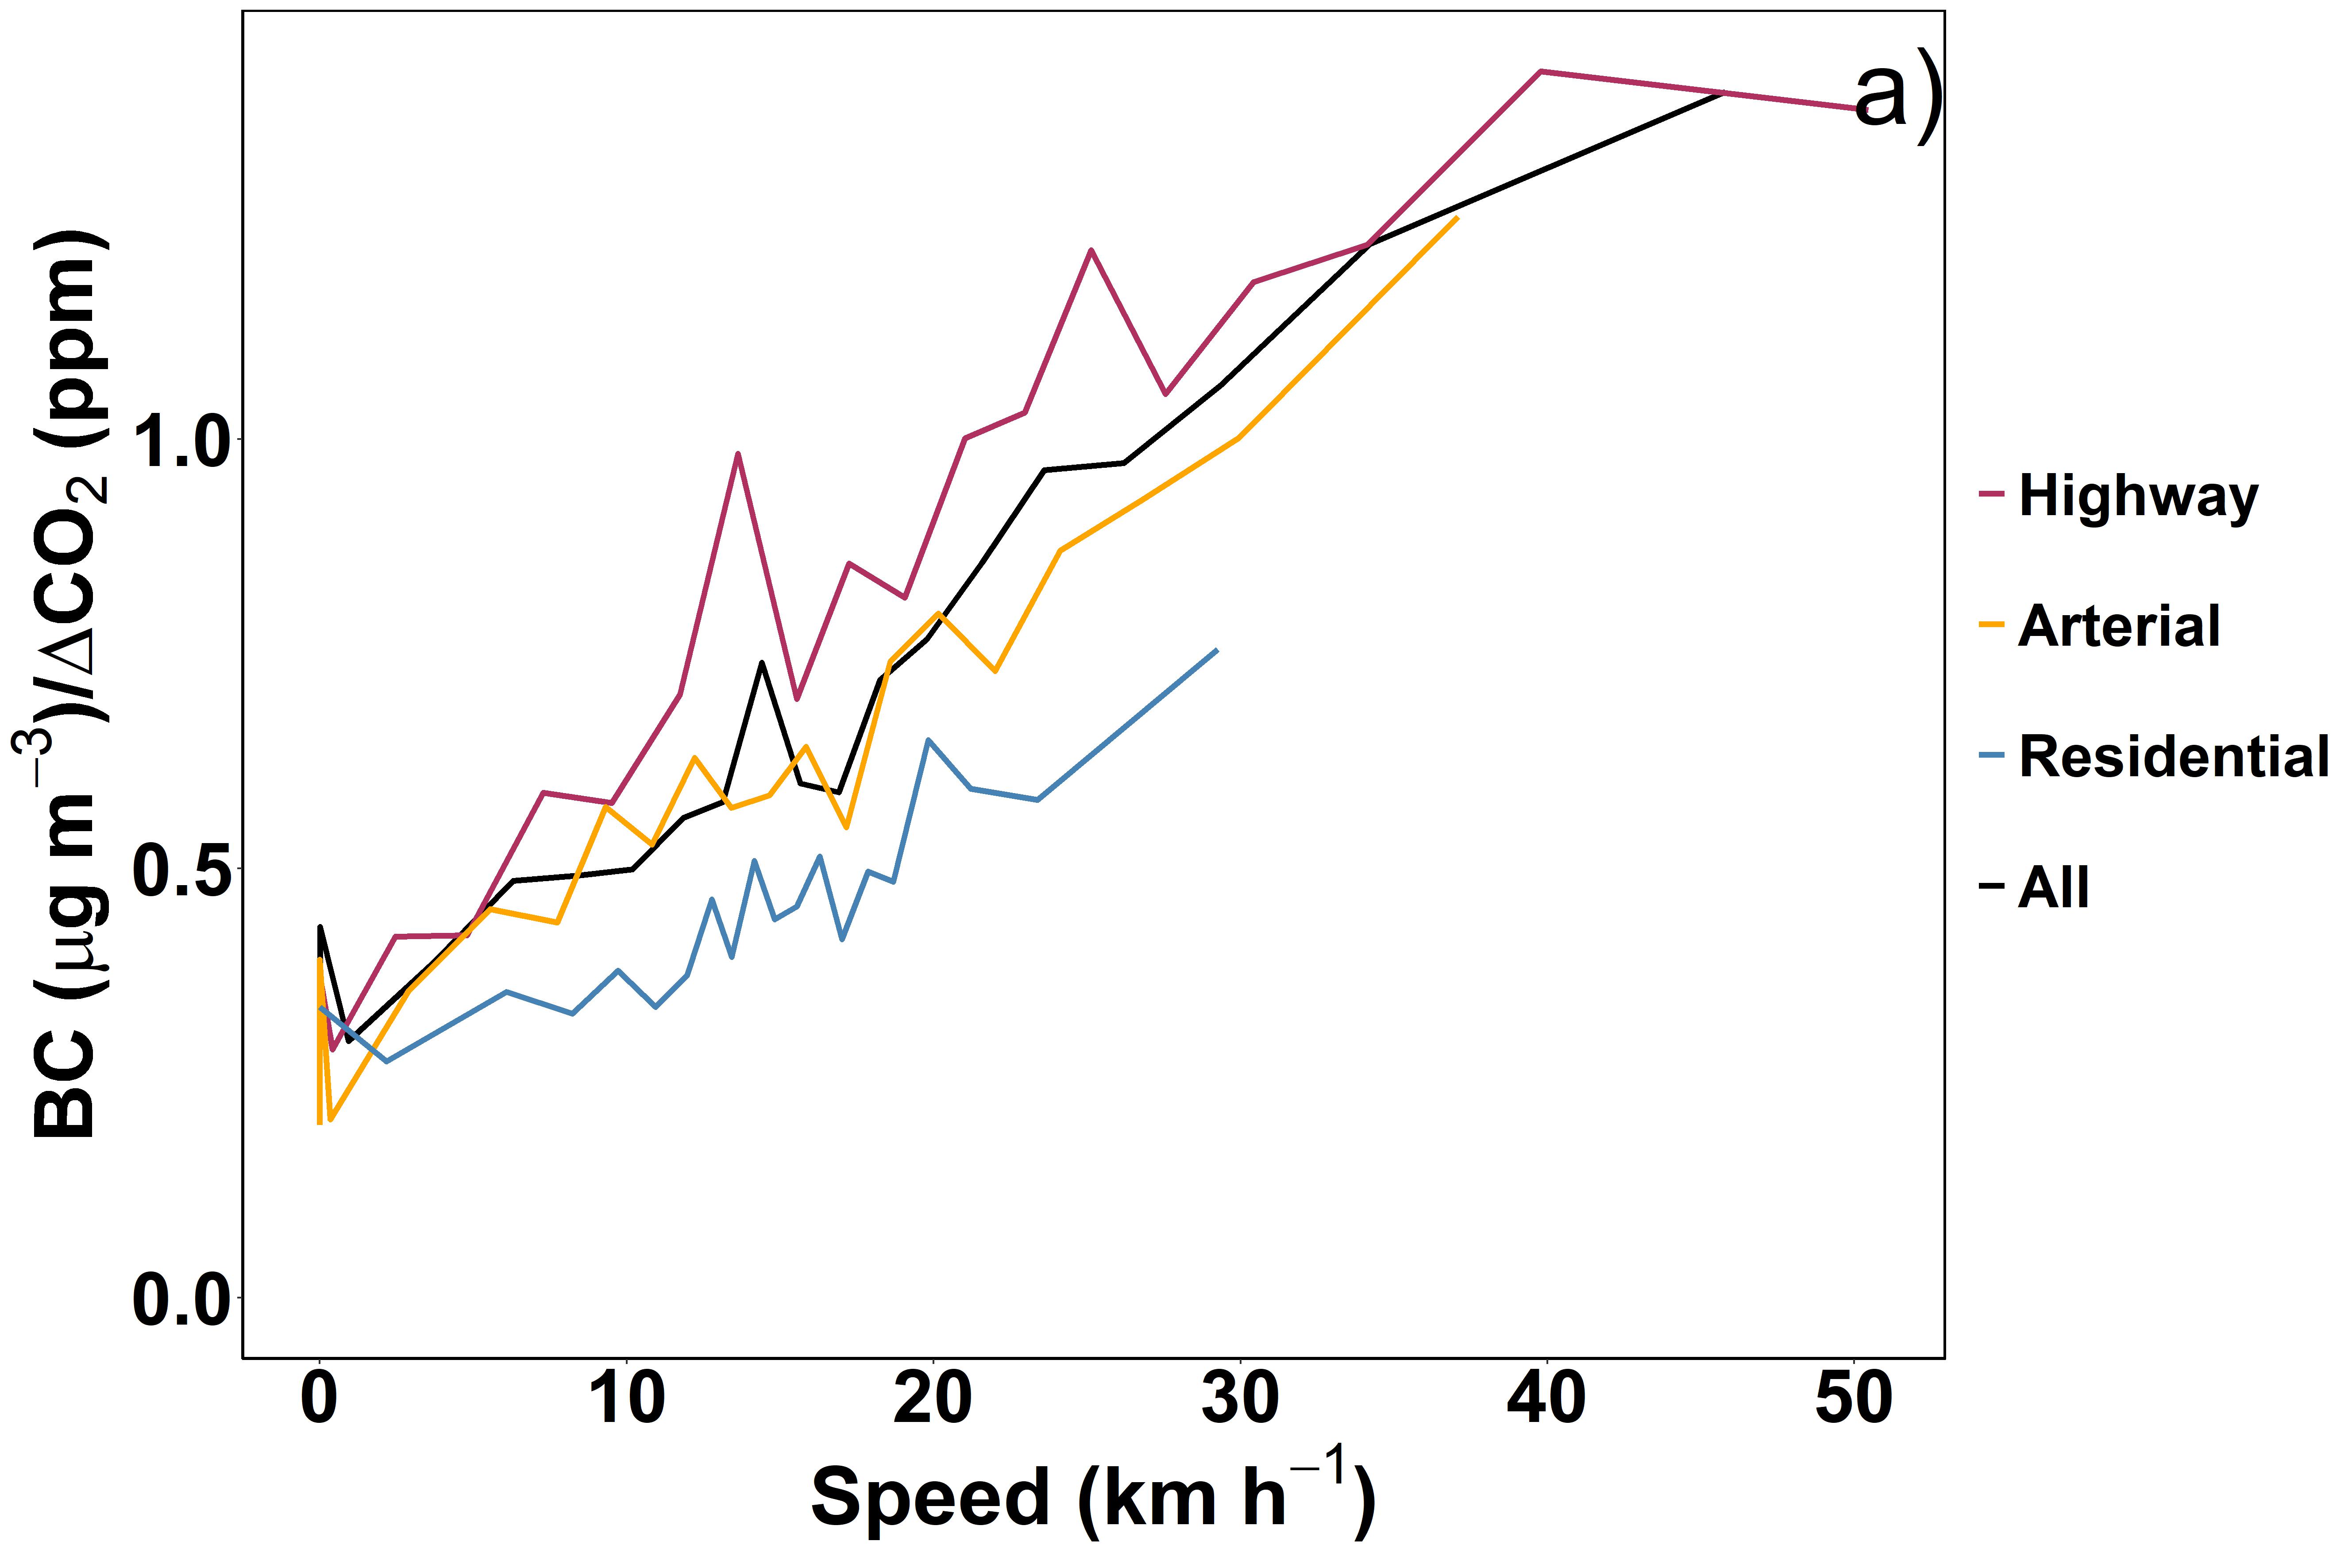 a)
BC (μg m⁻³)/△CO₂ (ppm)
1.0
0.5
0.0
0 10 20 30 40 50
Speed (km h⁻¹)
Highway
Arterial
Residential
All